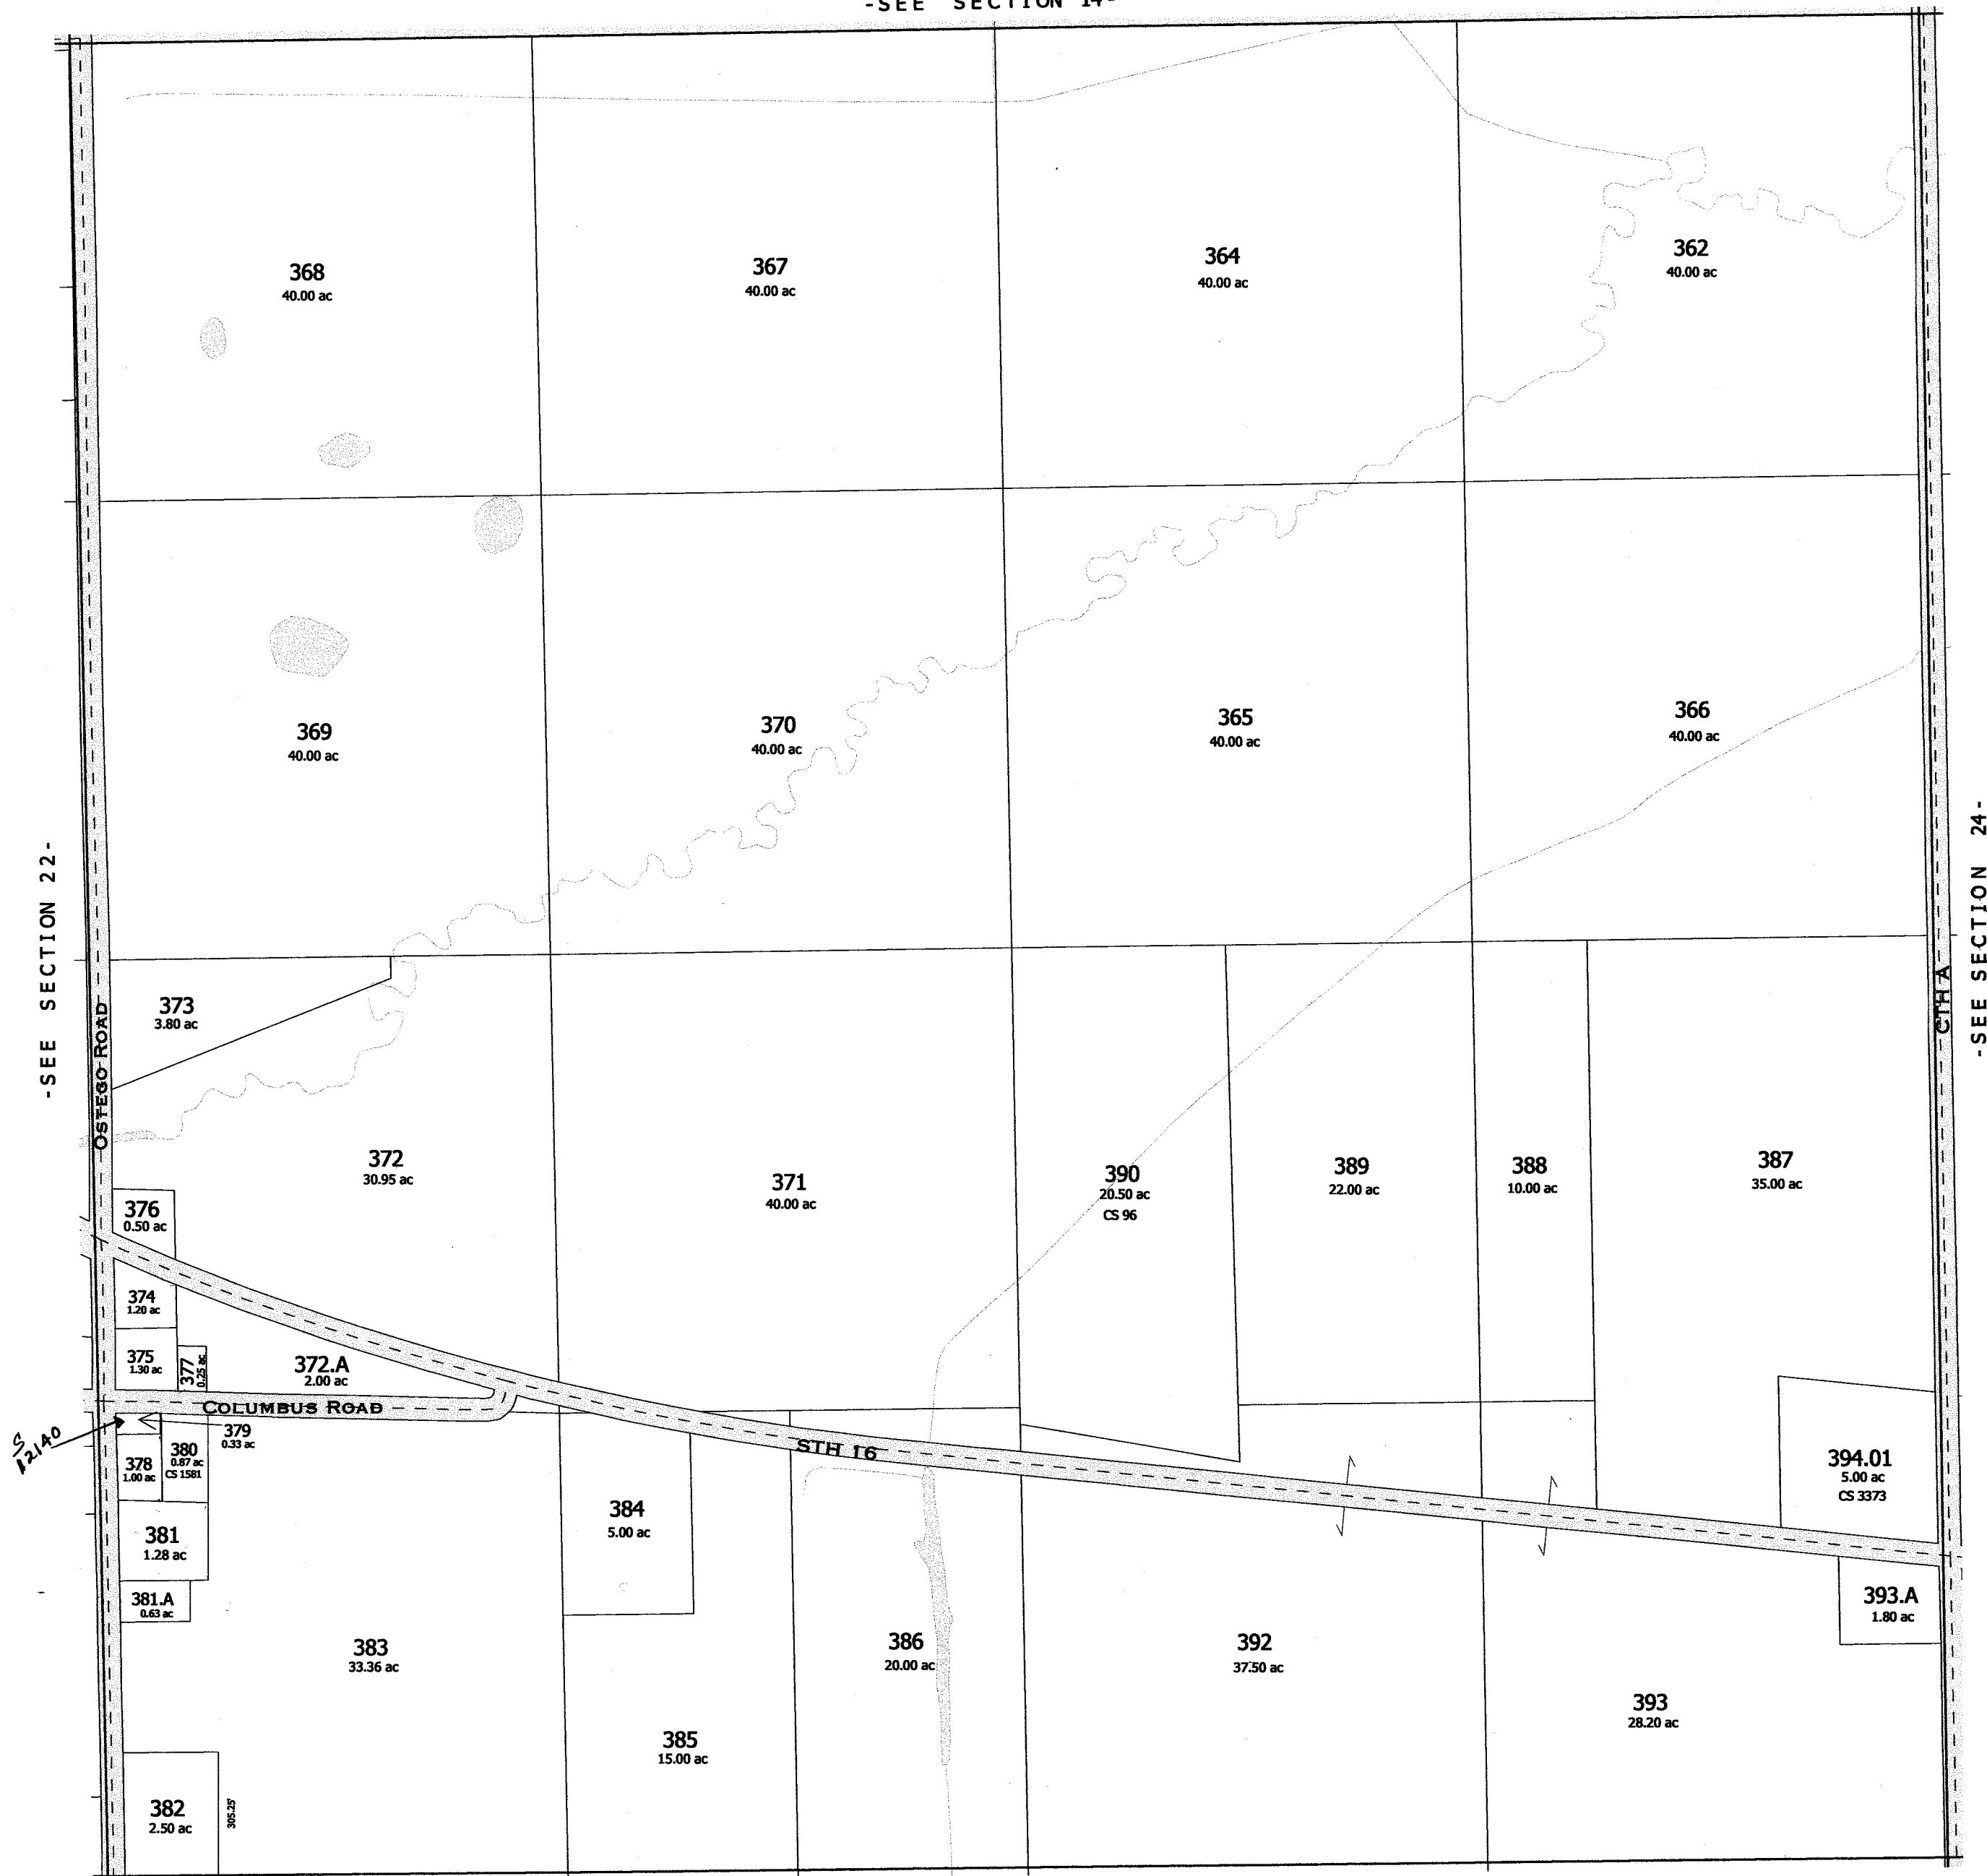 -SEE SECTION 14-
368
40.00 ac
367
40.00 ac
364
40.00 ac
362
40.00 ac
369
40.00 ac
370
40.00 ac
365
40.00 ac
366
40.00 ac
-SEE SECTION 22-
-SEE SECTION 24-
OSTEGO ROAD
CTH A
373
3.80 ac
372
30.95 ac
371
40.00 ac
390
20.50 ac
CS 96
389
22.00 ac
388
10.00 ac
387
35.00 ac
376
0.50 ac
374
1.20 ac
375
1.30 ac
377
0.25 ac
372.A
2.00 ac
COLUMBUS ROAD
STH 16
S
12140
379
0.33 ac
378
1.00 ac
380
0.87 ac
CS 1581
381
1.28 ac
381.A
0.63 ac
384
5.00 ac
394.01
5.00 ac
CS 3373
393.A
1.80 ac
383
33.36 ac
386
20.00 ac
392
37.50 ac
385
15.00 ac
393
28.20 ac
382
2.50 ac
305.25'